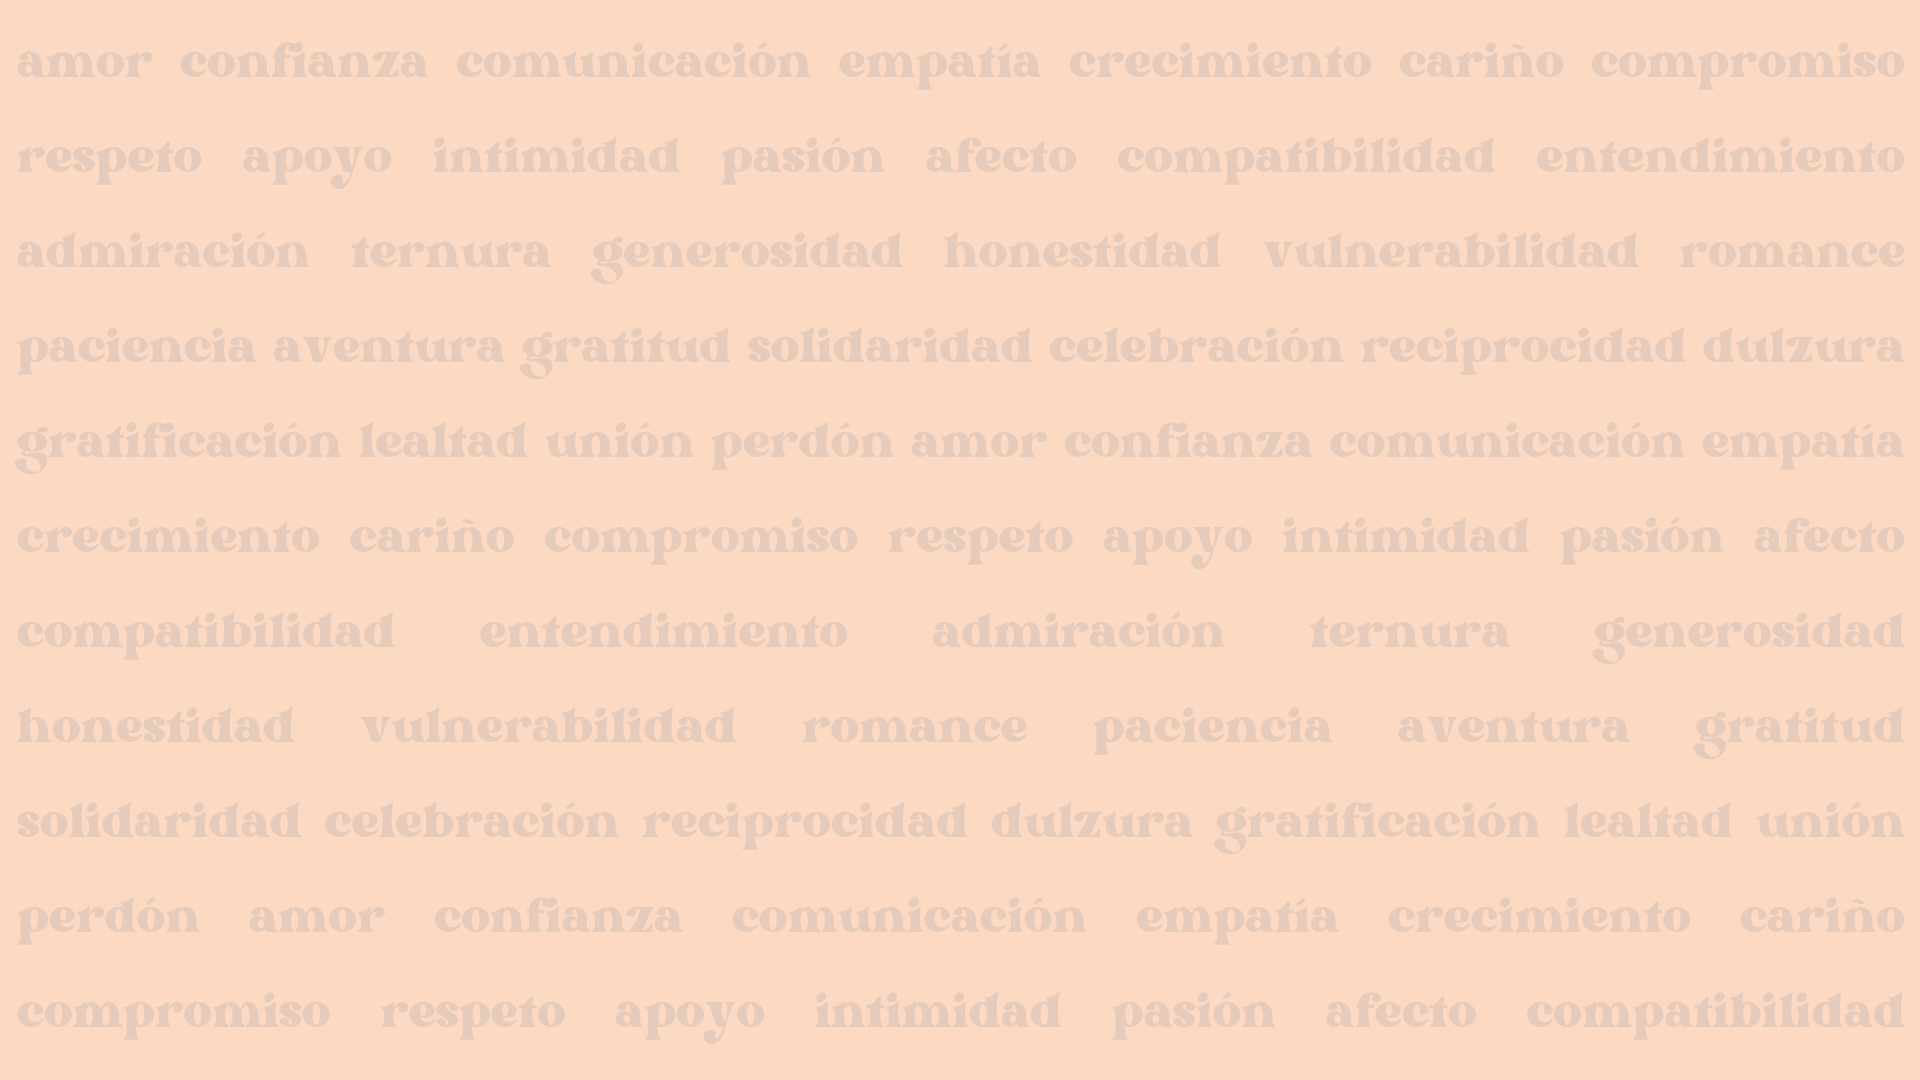 amor confianza comunicación empatía crecimiento cariño compromiso
respeto apoyo intimidad pasión afecto compatibilidad entendimiento
admiración ternura generosidad honestidad vulnerabilidad romance
paciencia aventura gratitud solidaridad celebración reciprocidad dulzura
gratificación lealtad unión perdón amor confianza comunicación empatía
crecimiento cariño compromiso respeto apoyo intimidad pasión afecto
compatibilidad entendimiento admiración ternura generosidad
honestidad vulnerabilidad romance paciencia aventura gratitud
solidaridad celebración reciprocidad dulzura gratificación lealtad unión
perdón amor confianza comunicación empatía crecimiento cariño
compromiso respeto apoyo intimidad pasión afecto compatibilidad